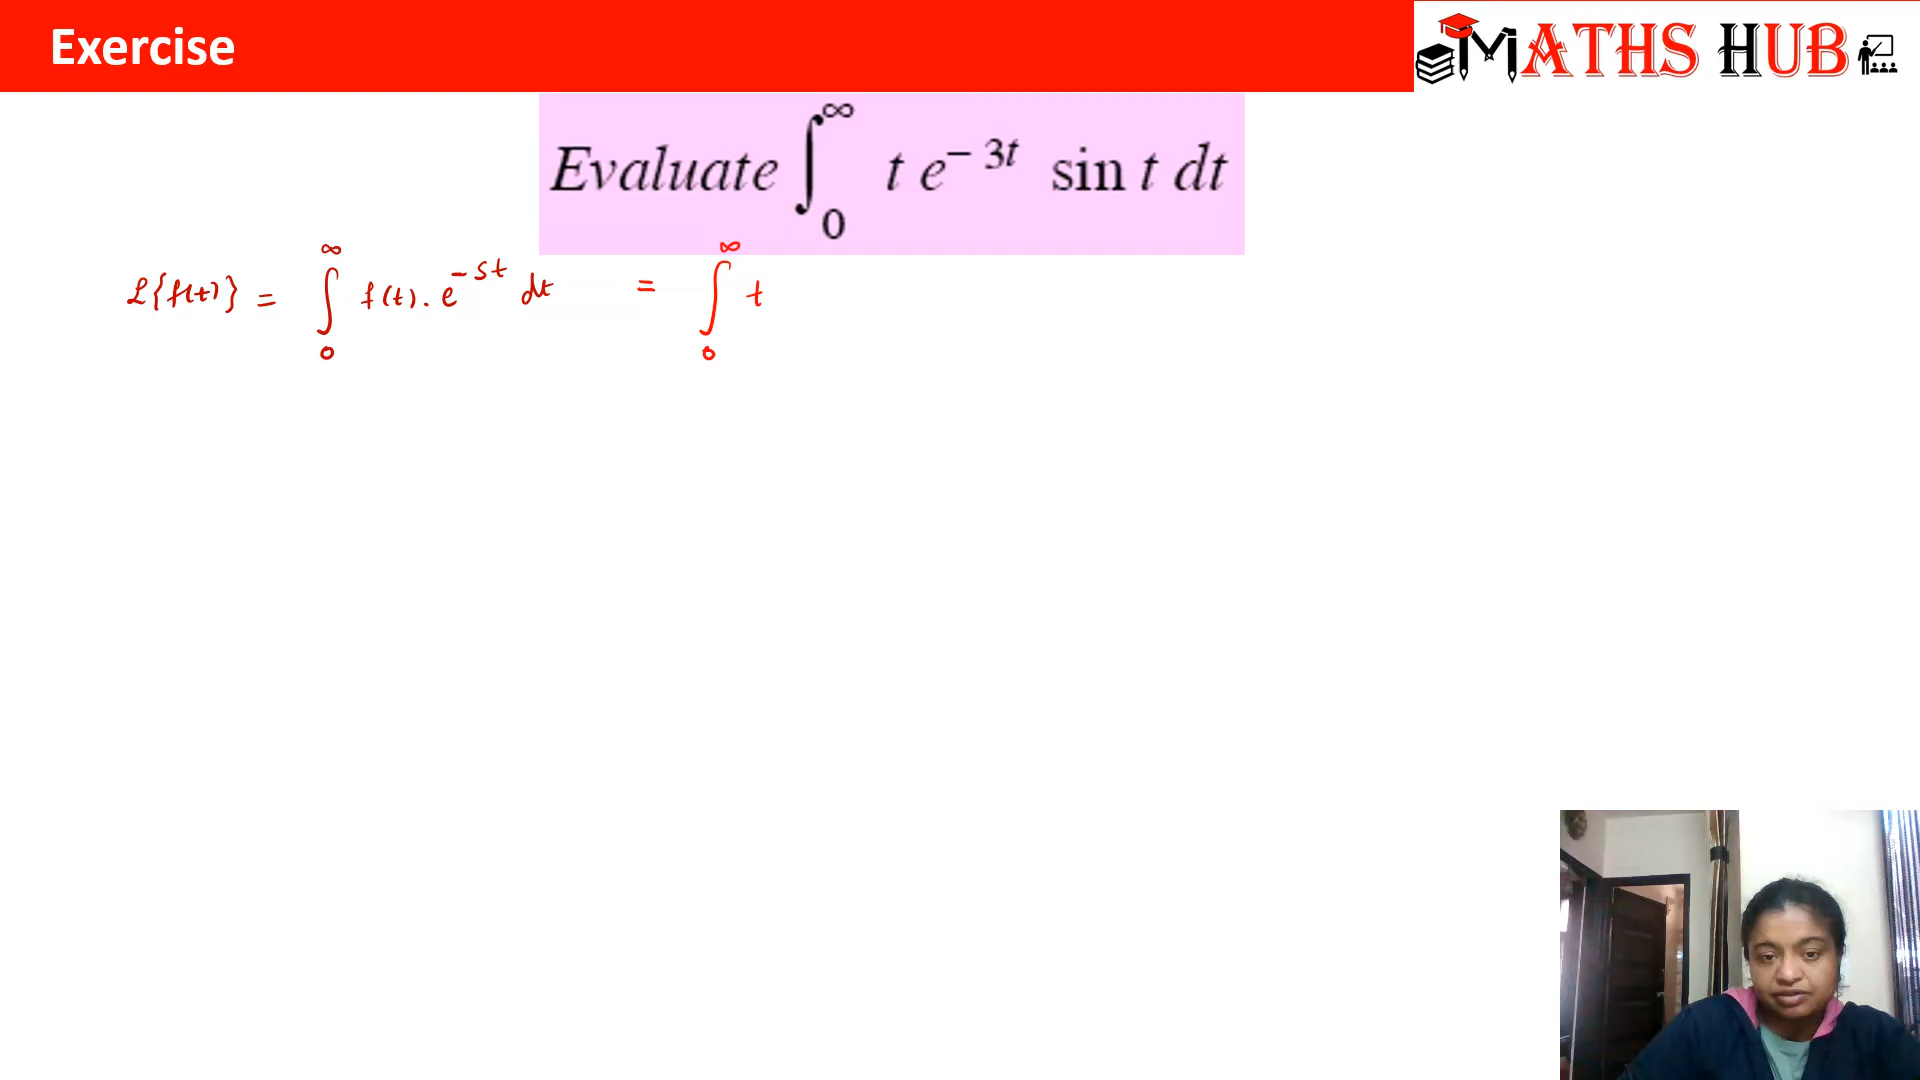 Exercise
MATHS HUB
Evaluate ∫₀^∞ t e^{-3t} sin t dt
L{f(t)} = ∫₀^∞ f(t). e^{-st} dt = ∫₀^∞ t